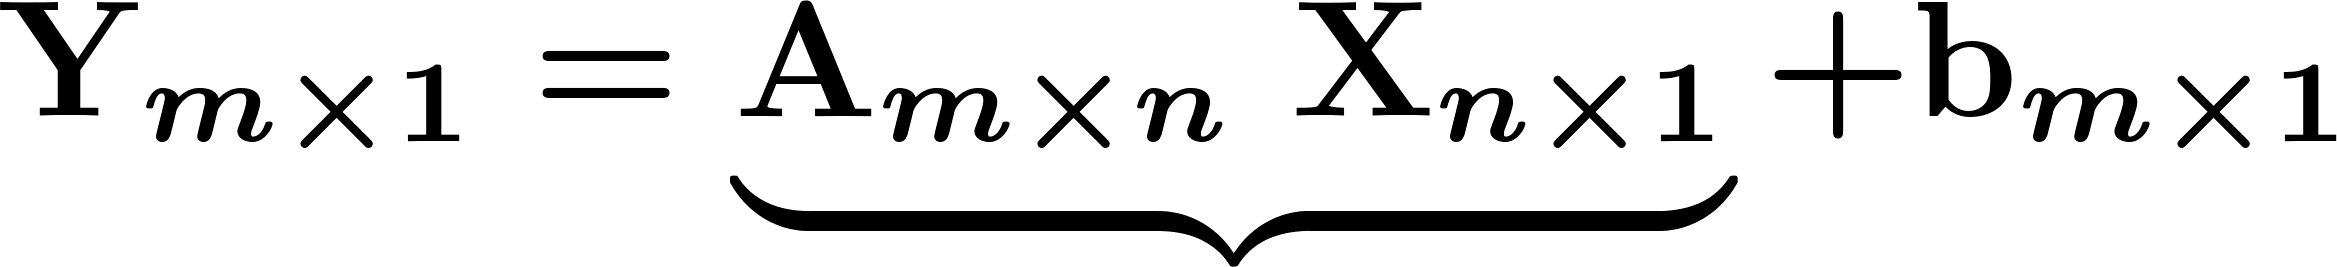 Y_{m×1} = A_{m×n} X_{n×1} + b_{m×1}